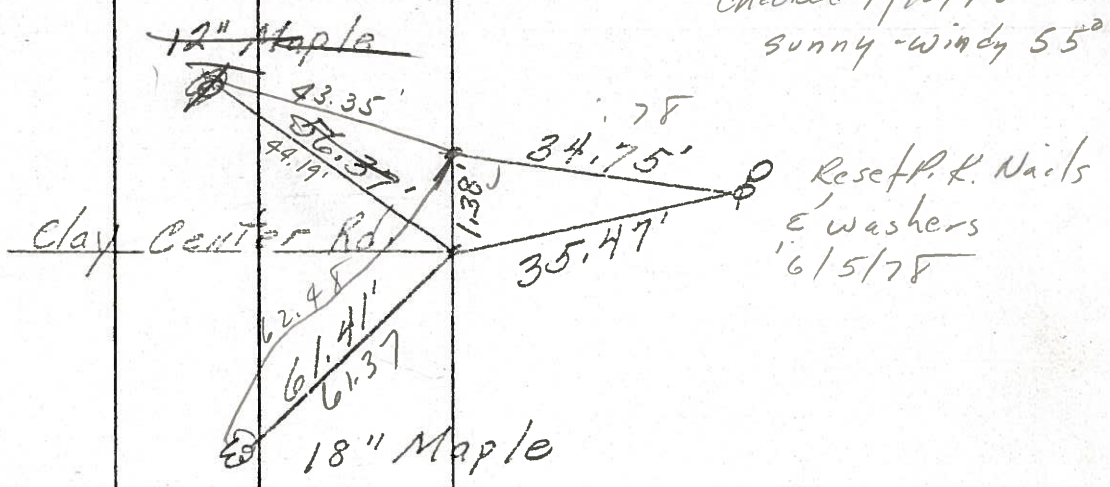 sunny - windy 55°
12" Maple
43.35'
.78
34.75'
56.37'
44.19'
1.38'
Reset P.K. Nails
& washers
6/5/78
Clay Center Rd.
35.47'
62.48
61.41'
61.37
18" Maple